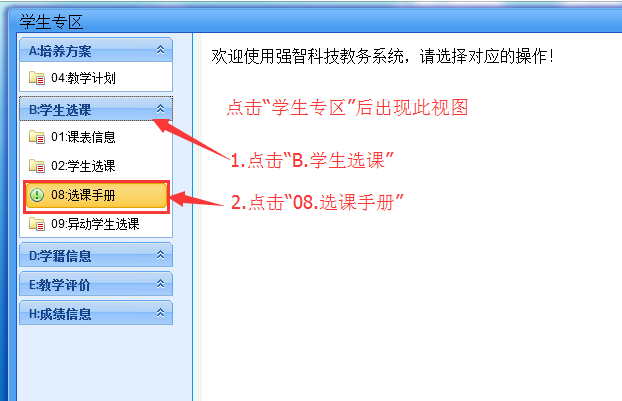 学生专区
A:培养方案
04:教学计划
B:学生选课
01:课表信息
02:学生选课
08:选课手册
09:异动学生选课
D:学籍信息
E:教学评价
H:成绩信息
欢迎使用强智科技教务系统，请选择对应的操作！
点击“学生专区”后出现此视图
1.点击“B.学生选课”
2.点击“08.选课手册”